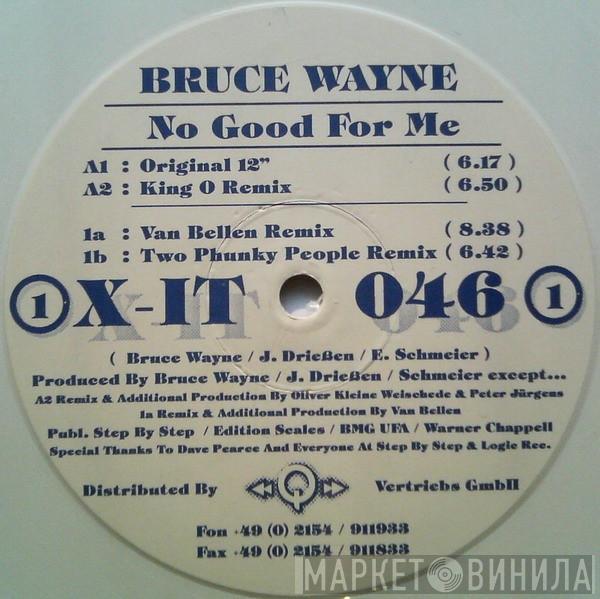 BRUCE WAYNE
No Good For Me
A1 : Original 12" ( 6.17 )
A2 : King O Remix ( 6.50 )
1a : Van Bellen Remix ( 8.38 )
1b : Two Phunky People Remix ( 6.42 )
1 X-IT 046 1
( Bruce Wayne / J. Drießen / E. Schmeier )
Produced By Bruce Wayne / J. Drießen / Schmeier except...
A2 Remix & Additional Production By Oliver Kleine Weischede & Peter Jürgens
1a Remix & Additional Production By Van Bellen
Publ. Step By Step / Edition Scales / BMG UFA / Warner Chappell
Special Thanks To Dave Pearce And Everyone At Step By Step & Logic Rec.
Distributed By Q Vertriebs GmbH
Fon +49 (0) 2154 / 911933
Fax +49 (0) 2154 / 911833
МАРКЕТ ВИНИЛА